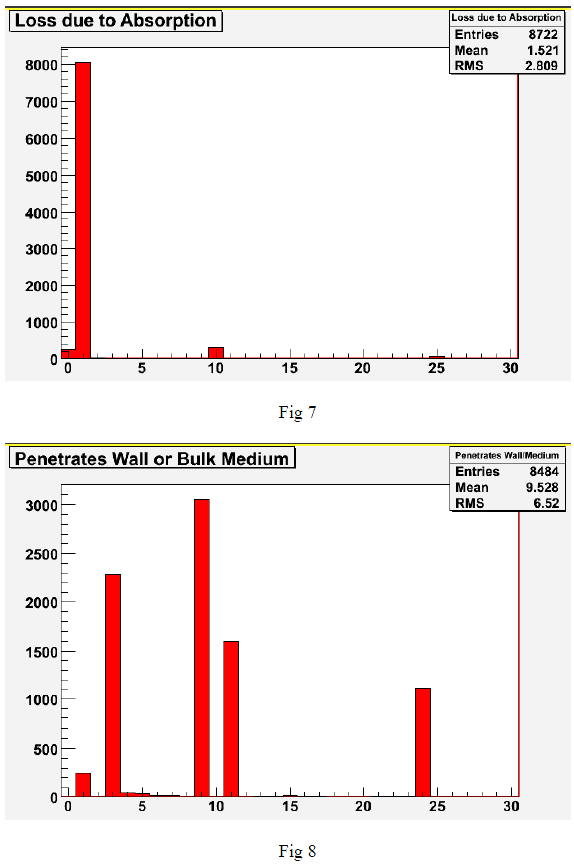 Loss due to Absorption
Loss due to Absorption
Entries 8722
Mean 1.521
RMS 2.809
8000
7000
6000
5000
4000
3000
2000
1000
0
0 5 10 15 20 25 30
Fig 7
Penetrates Wall or Bulk Medium
Penetrates Wall/Medium
Entries 8484
Mean 9.528
RMS 6.52
3000
2500
2000
1500
1000
500
0
0 5 10 15 20 25 30
Fig 8